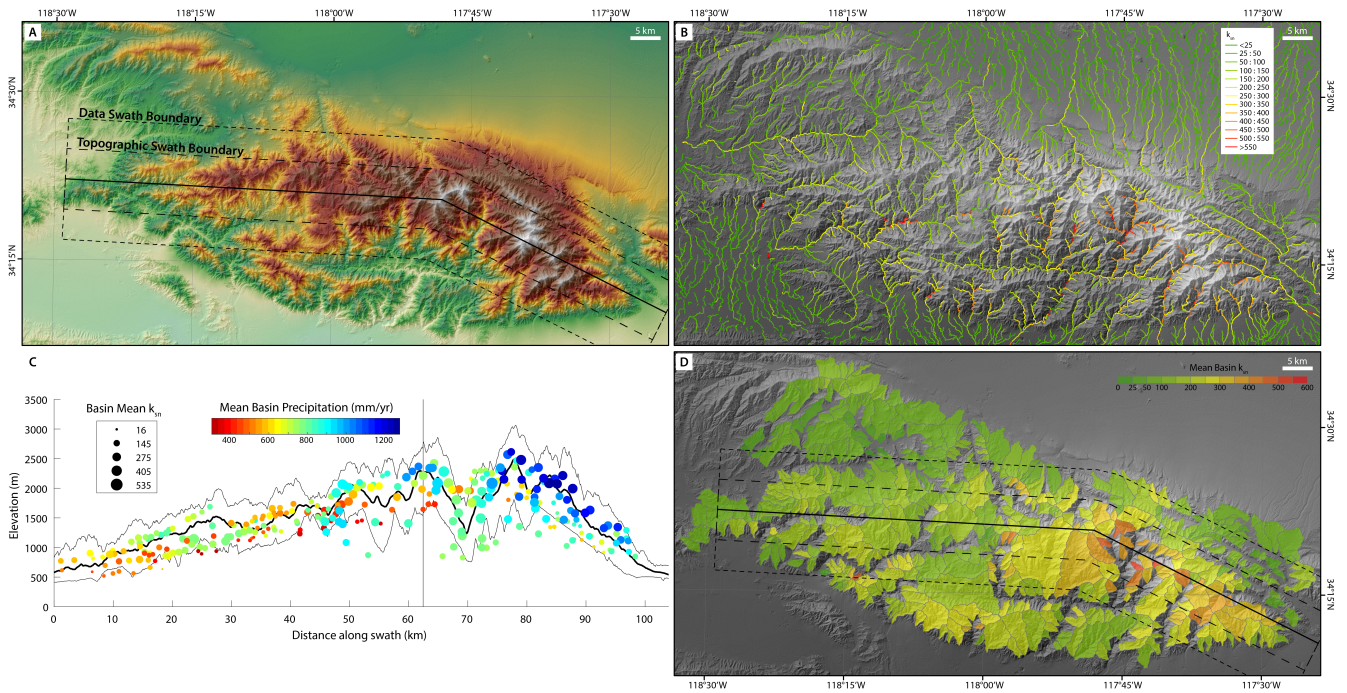 118°30'W 118°15'W 118°0'W 117°45'W 117°30'W
118°30'W 118°15'W 118°0'W 117°45'W 117°30'W
A
5 km
Data Swath Boundary
Topographic Swath Boundary
34°30'N
34°15'N
B
5 km
k_sn
<25
25 : 50
50 : 100
100 : 150
150 : 200
200 : 250
250 : 300
300 : 350
350 : 400
400 : 450
450 : 500
500 : 550
>550
34°30'N
34°15'N
C
Basin Mean k_sn
16
145
275
405
535
Mean Basin Precipitation (mm/yr)
400 600 800 1000 1200
Elevation (m)
3500
3000
2500
2000
1500
1000
500
0
0 10 20 30 40 50 60 70 80 90 100
Distance along swath (km)
D
5 km
Mean Basin k_sn
0 25 50 100 200 300 400 500 600
34°30'N
34°15'N
118°30'W 118°15'W 118°0'W 117°45'W 117°30'W